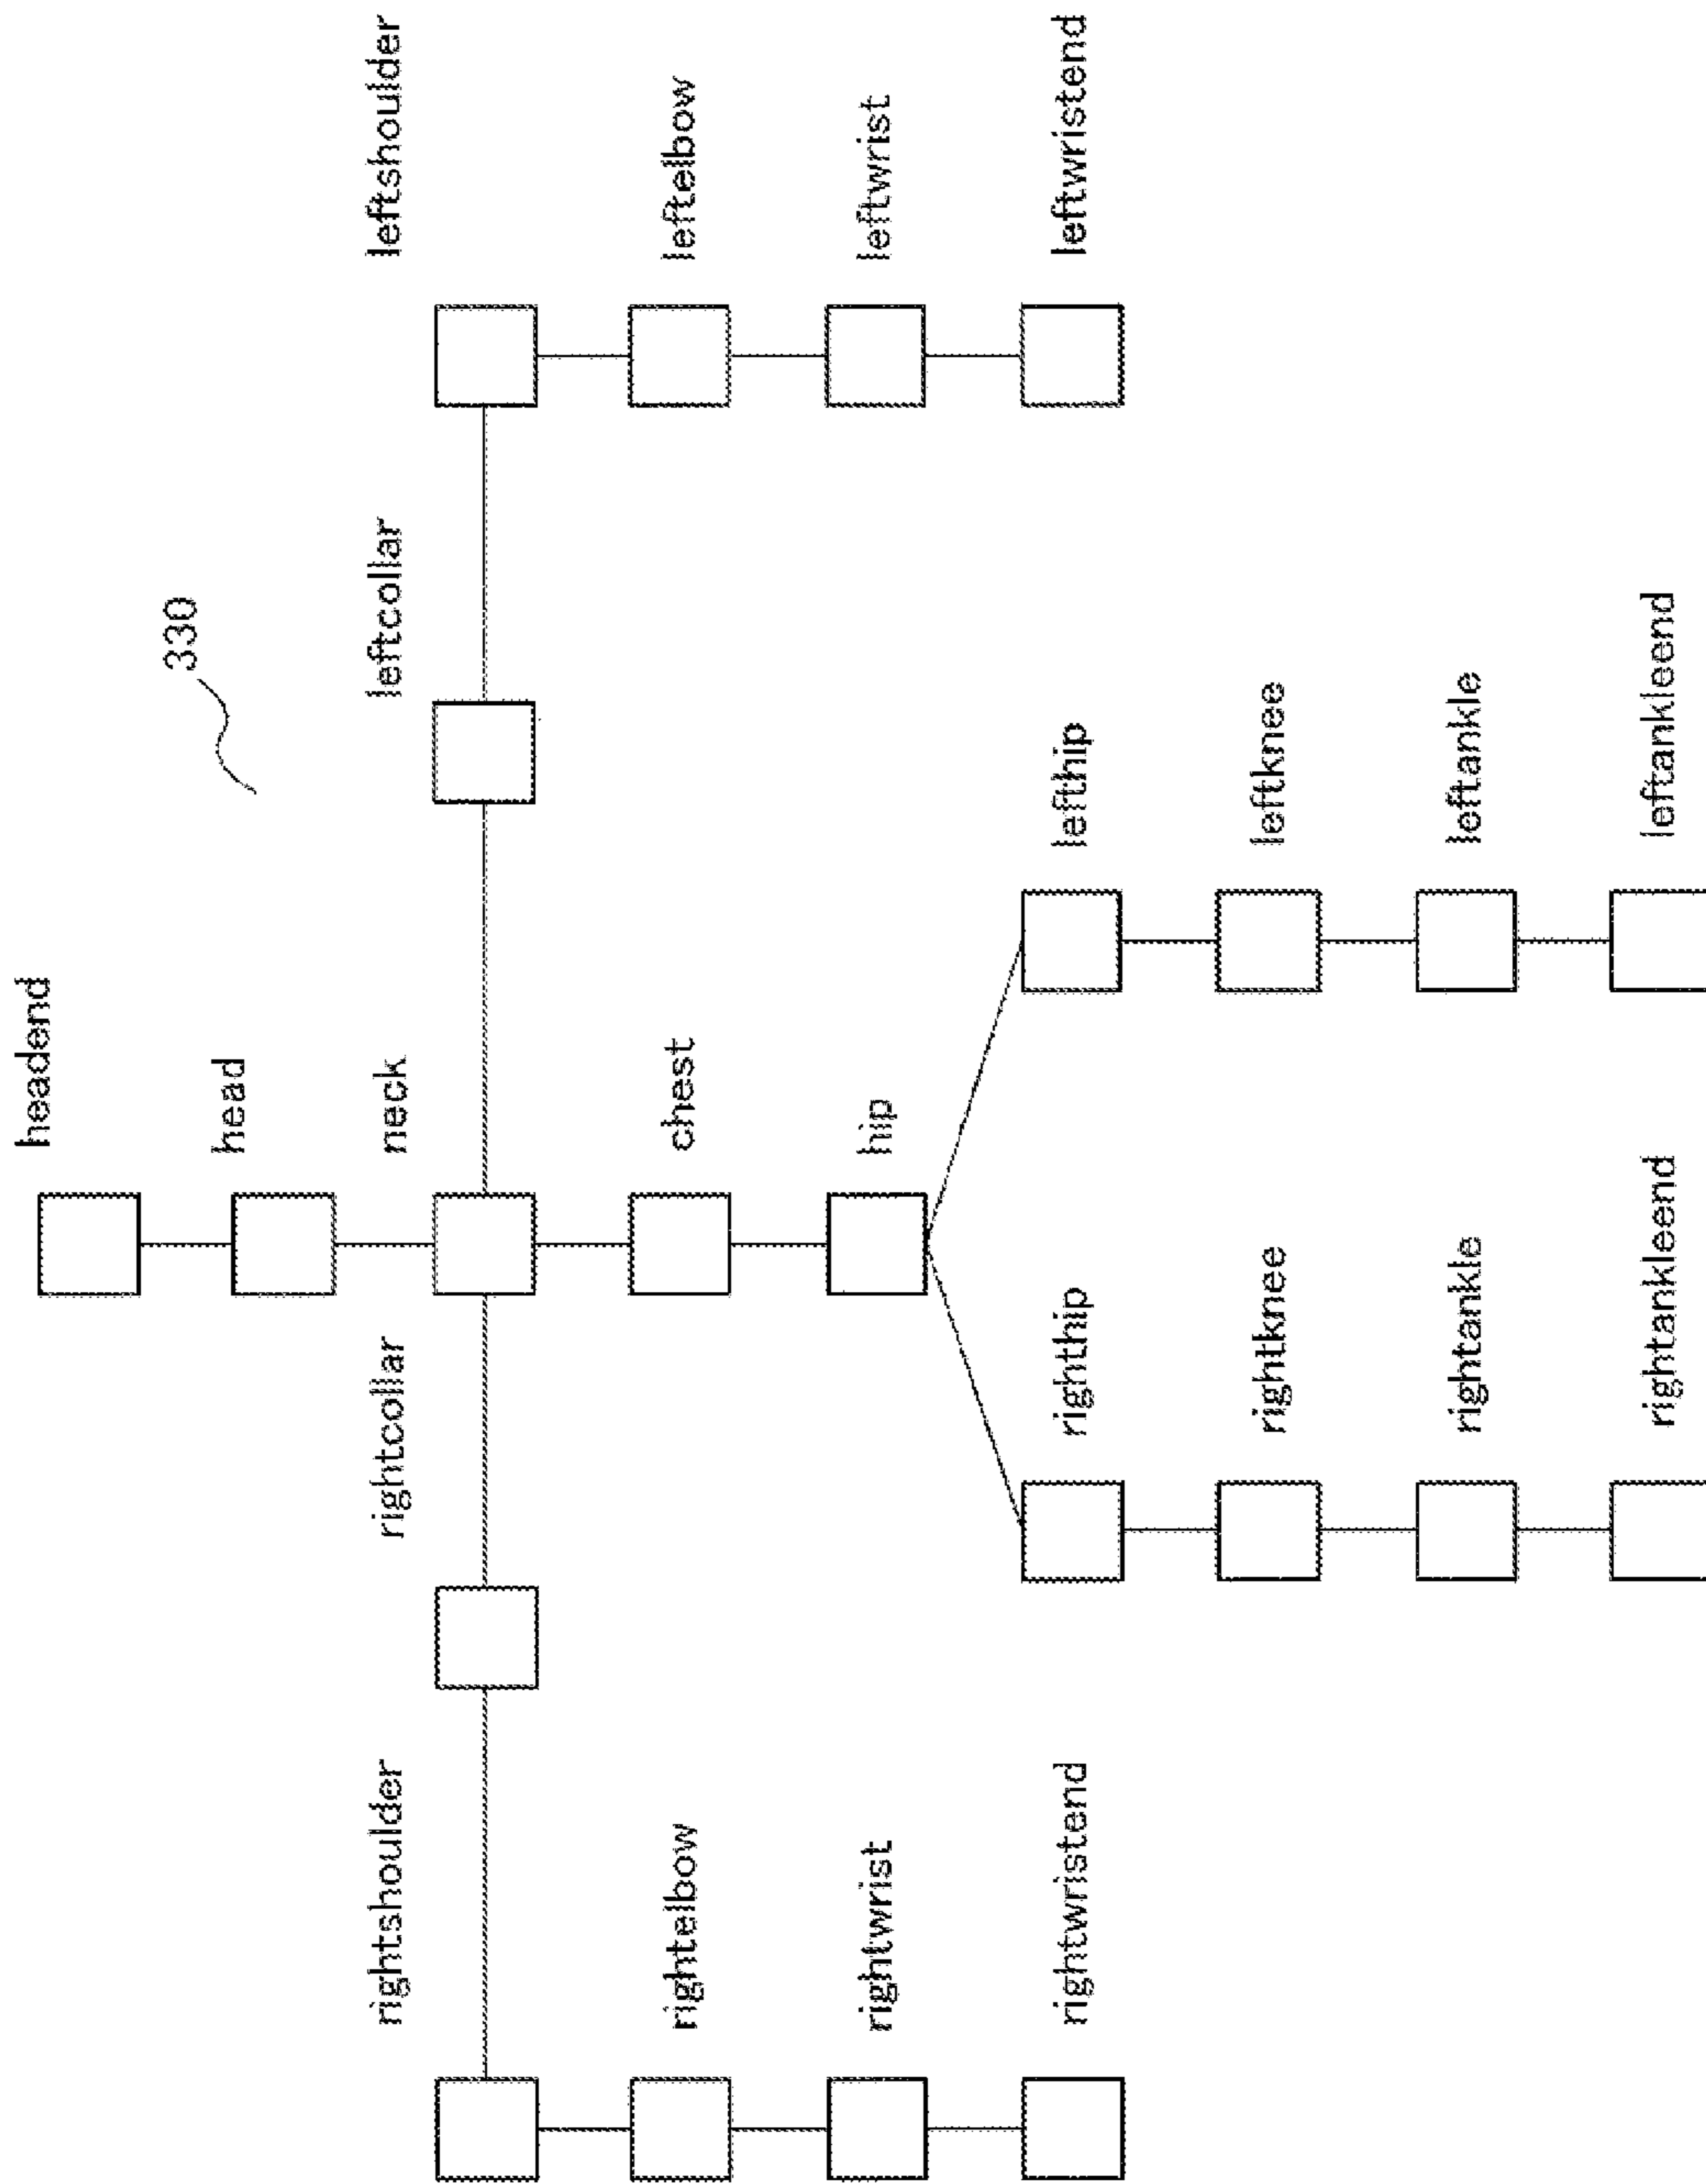 headend
330
head
rightshoulder
rightcollar
neck
leftcollar
leftshoulder
rightelbow
chest
leftelbow
rightwrist
hip
leftwrist
rightwristend
righthip
lefthip
leftwristend
rightknee
leftknee
rightankle
leftankle
rightankleend
leftankleend